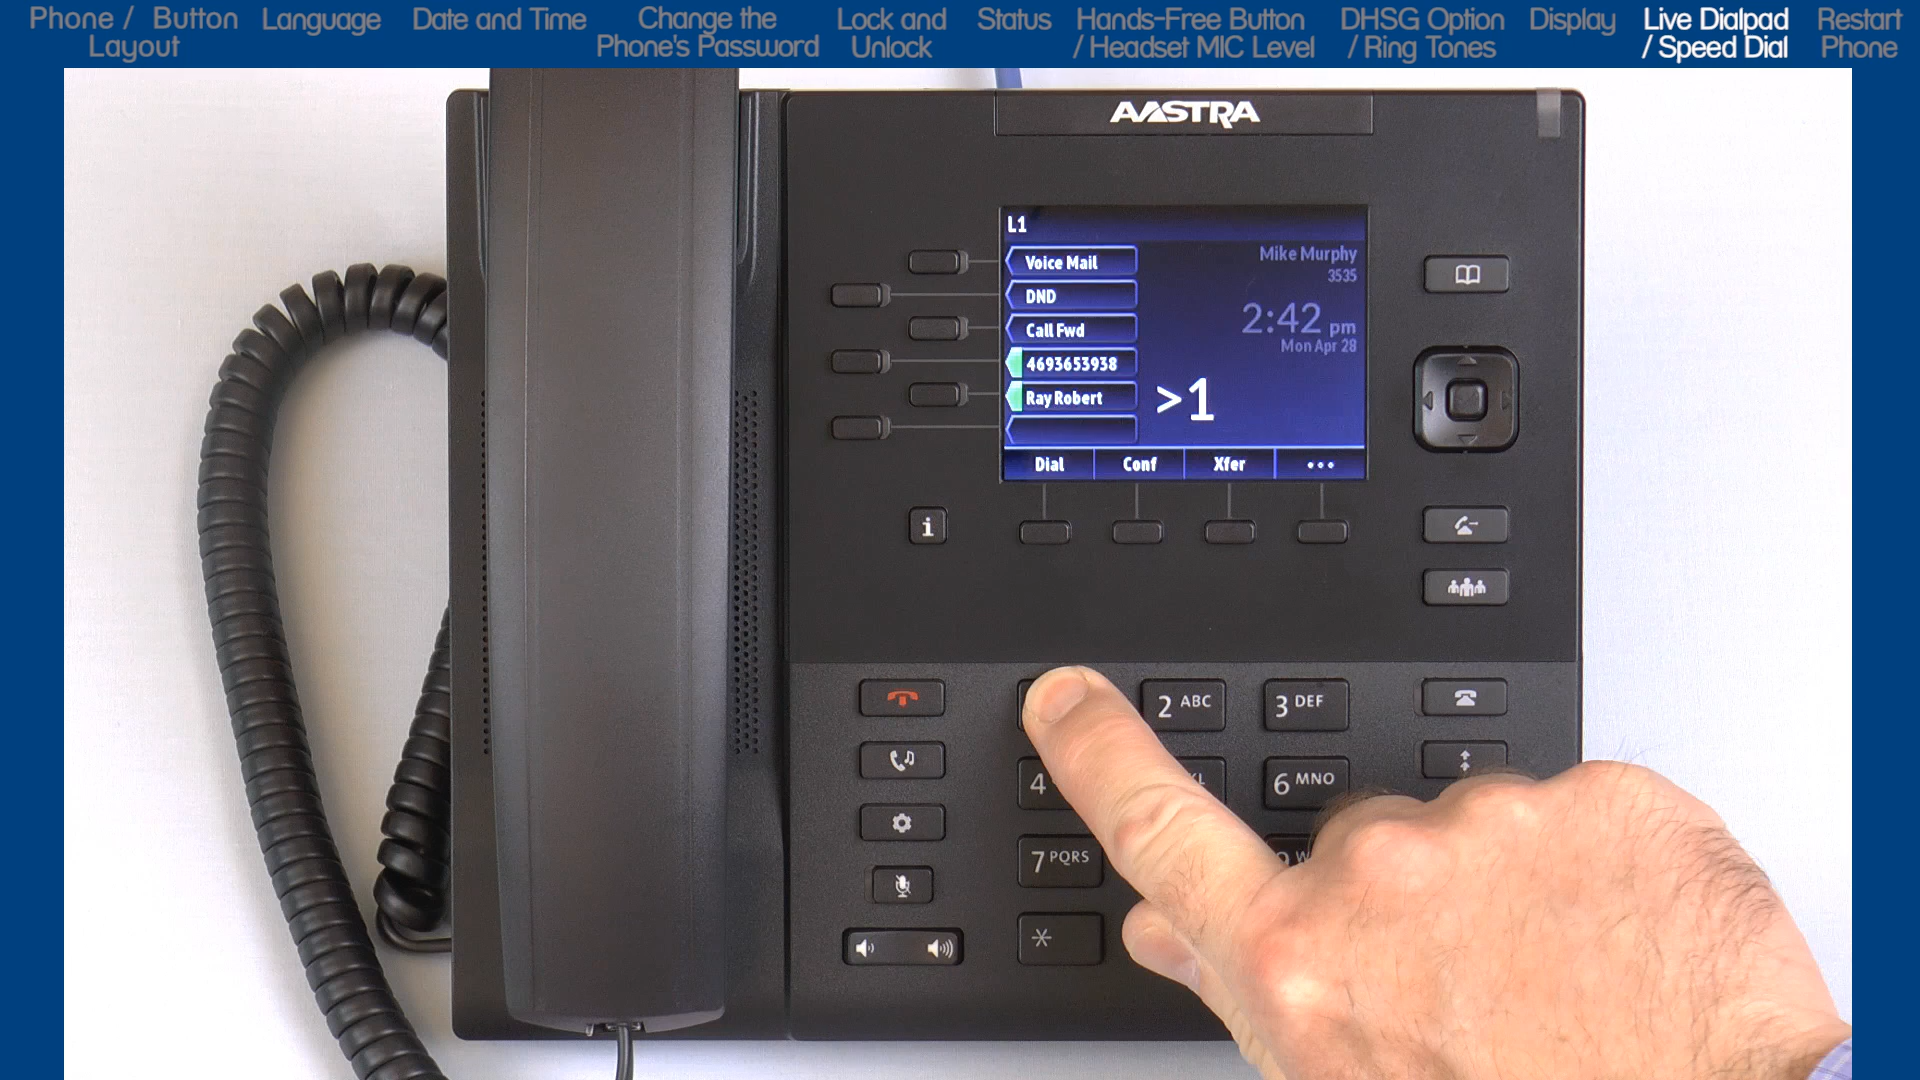 Phone / Button
Layout
Language
Date and Time
Change the
Phone's Password
Lock and
Unlock
Status
Hands-Free Button
/ Headset MIC Level
DHSG Option
/ Ring Tones
Display
Live Dialpad
/ Speed Dial
Restart
Phone
AASTRA
L1
Voice Mail
DND
Call Fwd
4693653938
Ray Robert
Mike Murphy
3535
2:42 pm
Mon Apr 28
>1
Dial Conf Xfer •••
i
2 ABC 3 DEF
4 6 MNO
7 PQRS
*